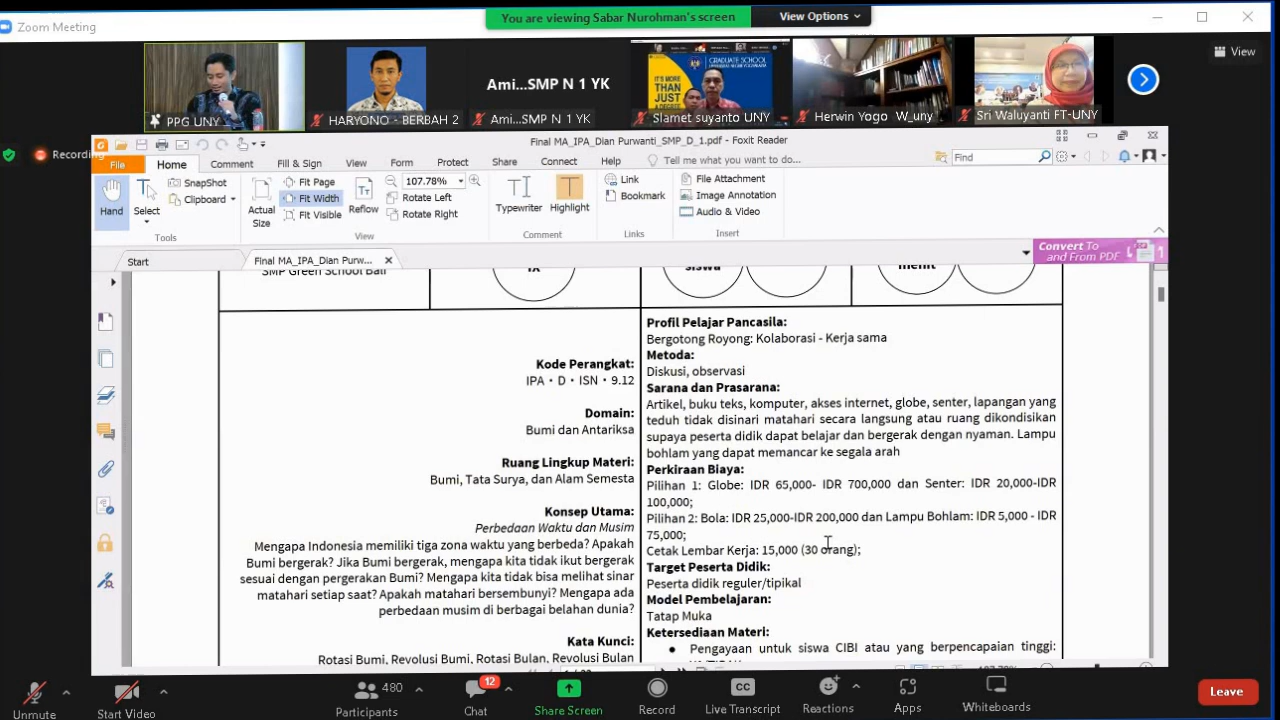 Zoom Meeting
You are viewing Sabar Nurohman's screen
View Options
View
PPG UNY
HARYONO - BERBAH 2
Ami...SMP N 1 YK
Ami...SMP N 1 YK
IT'S MORE
THAN
JUST
GRADUATE SCHOOL
Slamet suyanto UNY
Herwin Yogo W_uny
Sri Waluyanti FT-UNY
Recording
Final MA_IPA_Dian Purwanti_SMP_D_1.pdf - Foxit Reader
File
Home
Comment
Fill & Sign
View
Form
Protect
Share
Connect
Help
Tell me what you want to do...
Find
Hand
Select
SnapShot
Clipboard
Tools
Actual
Size
Fit Page
Fit Width
Fit Visible
Reflow
107.78%
Rotate Left
Rotate Right
View
Typewriter
Highlight
Comment
Link
Bookmark
Links
File Attachment
Image Annotation
Audio & Video
Insert
Start
Final MA_IPA_Dian Purw...
Convert To
and From PDF
SMP Green School Bali
IX
siswa
menit
Kode Perangkat:
IPA • D • ISN • 9.12
Domain:
Bumi dan Antariksa
Ruang Lingkup Materi:
Bumi, Tata Surya, dan Alam Semesta
Konsep Utama:
Perbedaan Waktu dan Musim
Mengapa Indonesia memiliki tiga zona waktu yang berbeda? Apakah
Bumi bergerak? Jika Bumi bergerak, mengapa kita tidak ikut bergerak
sesuai dengan pergerakan Bumi? Mengapa kita tidak bisa melihat sinar
matahari setiap saat? Apakah matahari bersembunyi? Mengapa ada
perbedaan musim di berbagai belahan dunia?
Kata Kunci:
Rotasi Bumi, Revolusi Bumi, Rotasi Bulan, Revolusi Bulan
Profil Pelajar Pancasila:
Bergotong Royong: Kolaborasi - Kerja sama
Metoda:
Diskusi, observasi
Sarana dan Prasarana:
Artikel, buku teks, komputer, akses internet, globe, senter, lapangan yang
teduh tidak disinari matahari secara langsung atau ruang dikondisikan
supaya peserta didik dapat belajar dan bergerak dengan nyaman. Lampu
bohlam yang dapat memancar ke segala arah
Perkiraan Biaya:
Pilihan 1: Globe: IDR 65,000- IDR 700,000 dan Senter: IDR 20,000-IDR
100,000;
Pilihan 2: Bola: IDR 25,000-IDR 200,000 dan Lampu Bohlam: IDR 5,000 - IDR
75,000;
Cetak Lembar Kerja: 15,000 (30 orang);
Target Peserta Didik:
Peserta didik reguler/tipikal
Model Pembelajaran:
Tatap Muka
Ketersediaan Materi:
• Pengayaan untuk siswa CIBI atau yang berpencapaian tinggi:
107.78%
Unmute
Start Video
480
Participants
12
Chat
Share Screen
Record
CC
Live Transcript
Reactions
Apps
Whiteboards
Leave